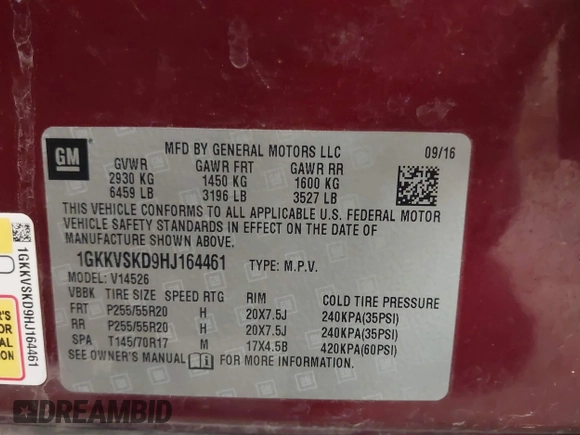 GM
MFD BY GENERAL MOTORS LLC 09/16
GVWR GAWR FRT GAWR RR
2930 KG 1450 KG 1600 KG
6459 LB 3196 LB 3527 LB
THIS VEHICLE CONFORMS TO ALL APPLICABLE U.S. FEDERAL MOTOR
VEHICLE SAFETY STANDARDS IN EFFECT ON THE DATE OF
MANUFACTURE SHOWN ABOVE.
1GKKVSKD9HJ164461 TYPE: M.P.V.
MODEL: V14526
VBBK TIRE SIZE SPEED RTG RIM COLD TIRE PRESSURE
FRT P255/55R20 H 20X7.5J 240KPA(35PSI)
RR P255/55R20 H 20X7.5J 240KPA(35PSI)
SPA T145/70R17 M 17X4.5B 420KPA(60PSI)
SEE OWNER'S MANUAL FOR ADDITIONAL INFORMATION
1GKKVSKD9HJ164461
DREAMBID